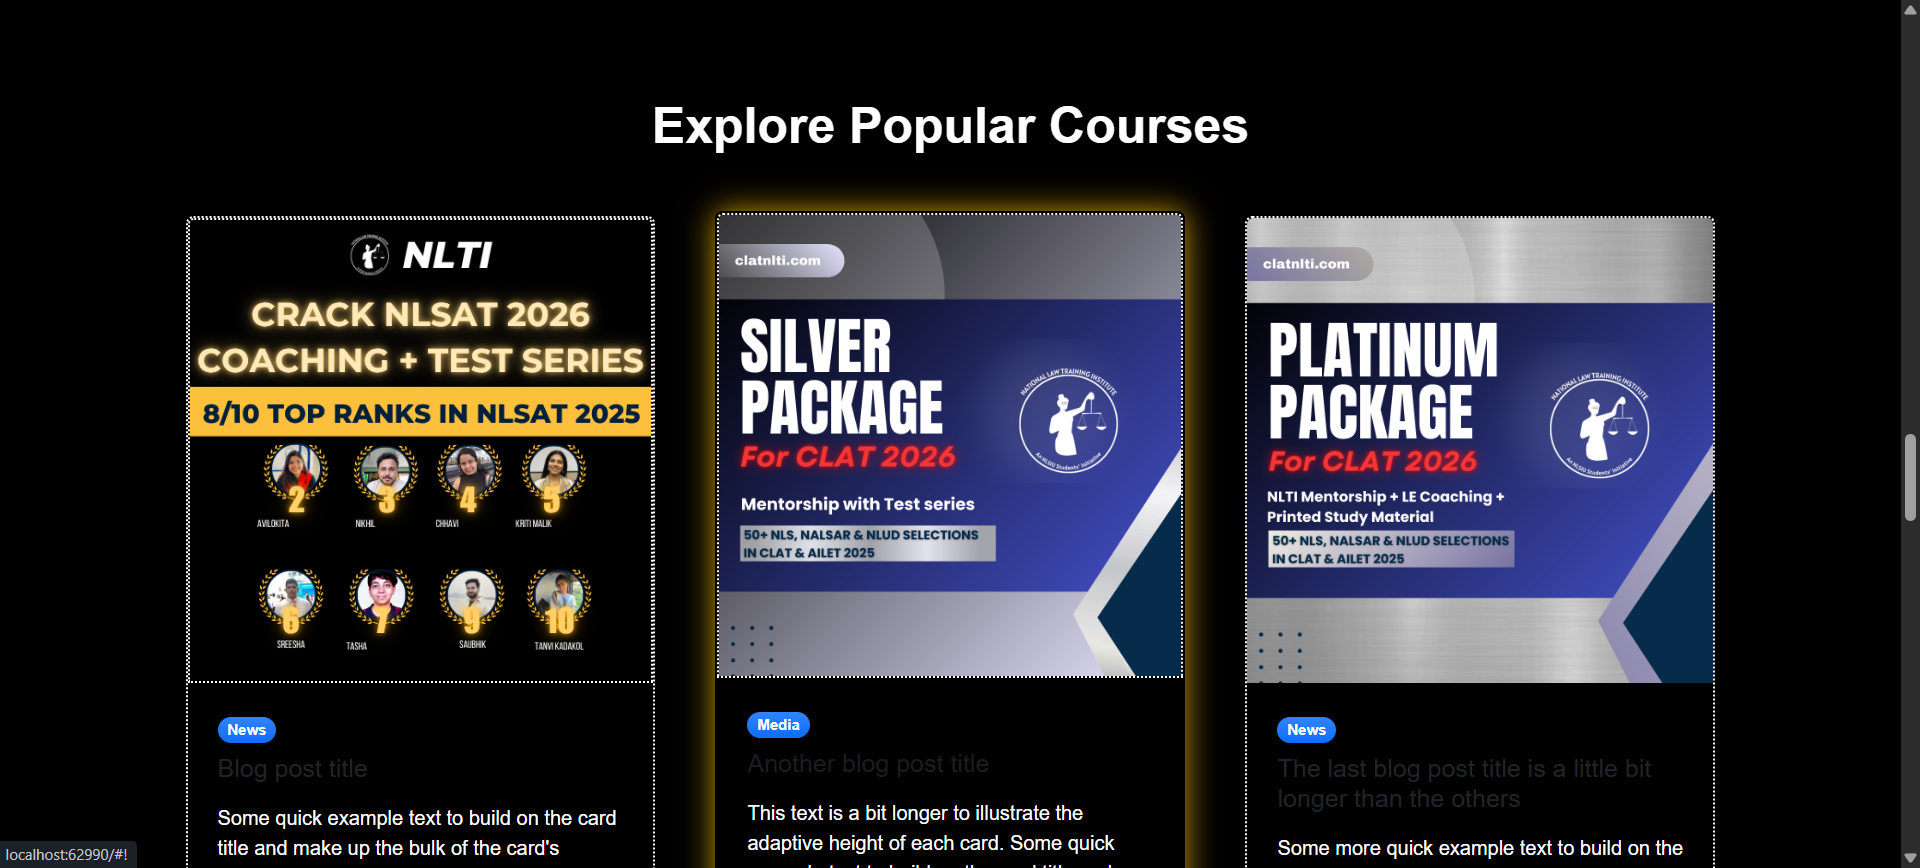 Explore Popular Courses
NLTI
CRACK NLSAT 2026
COACHING + TEST SERIES
8/10 TOP RANKS IN NLSAT 2025
2
3
4
5
AVILOKITA
NIKHIL
CHHAVI
KRITI MALIK
6
7
9
10
SREESHA
TASHA
SAUBHIK
TANVI KADAKOL
News
Blog post title
Some quick example text to build on the card
title and make up the bulk of the card's
clatnlti.com
SILVER
PACKAGE
For CLAT 2026
NATIONAL LAW TRAINING INSTITUTE
An NLSIU Students' Initiative
Mentorship with Test series
50+ NLS, NALSAR & NLUD SELECTIONS
IN CLAT & AILET 2025
Media
Another blog post title
This text is a bit longer to illustrate the
adaptive height of each card. Some quick
clatnlti.com
PLATINUM
PACKAGE
For CLAT 2026
NATIONAL LAW TRAINING INSTITUTE
An NLSIU Students' Initiative
NLTI Mentorship + LE Coaching +
Printed Study Material
50+ NLS, NALSAR & NLUD SELECTIONS
IN CLAT & AILET 2025
News
The last blog post title is a little bit
longer than the others
Some more quick example text to build on the
localhost:62990/#!